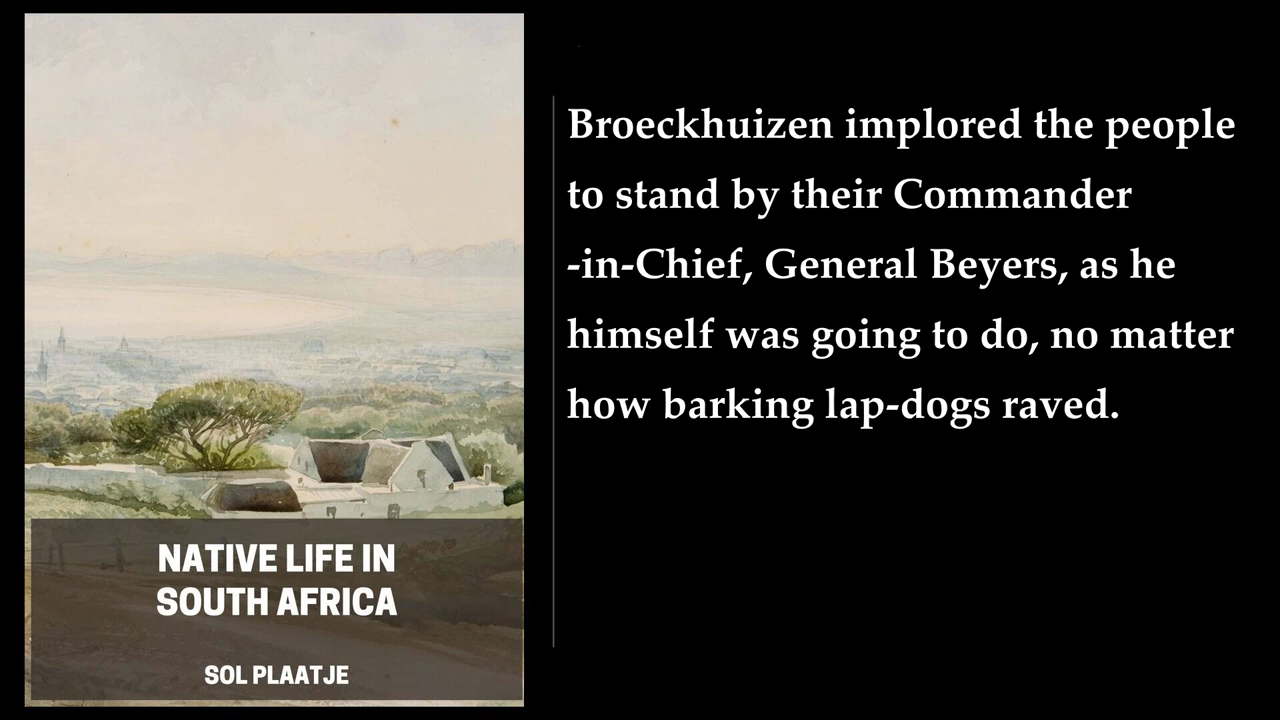 NATIVE LIFE IN
SOUTH AFRICA
SOL PLAATJE
Broeckhuizen implored the people
to stand by their Commander
-in-Chief, General Beyers, as he
himself was going to do, no matter
how barking lap-dogs raved.